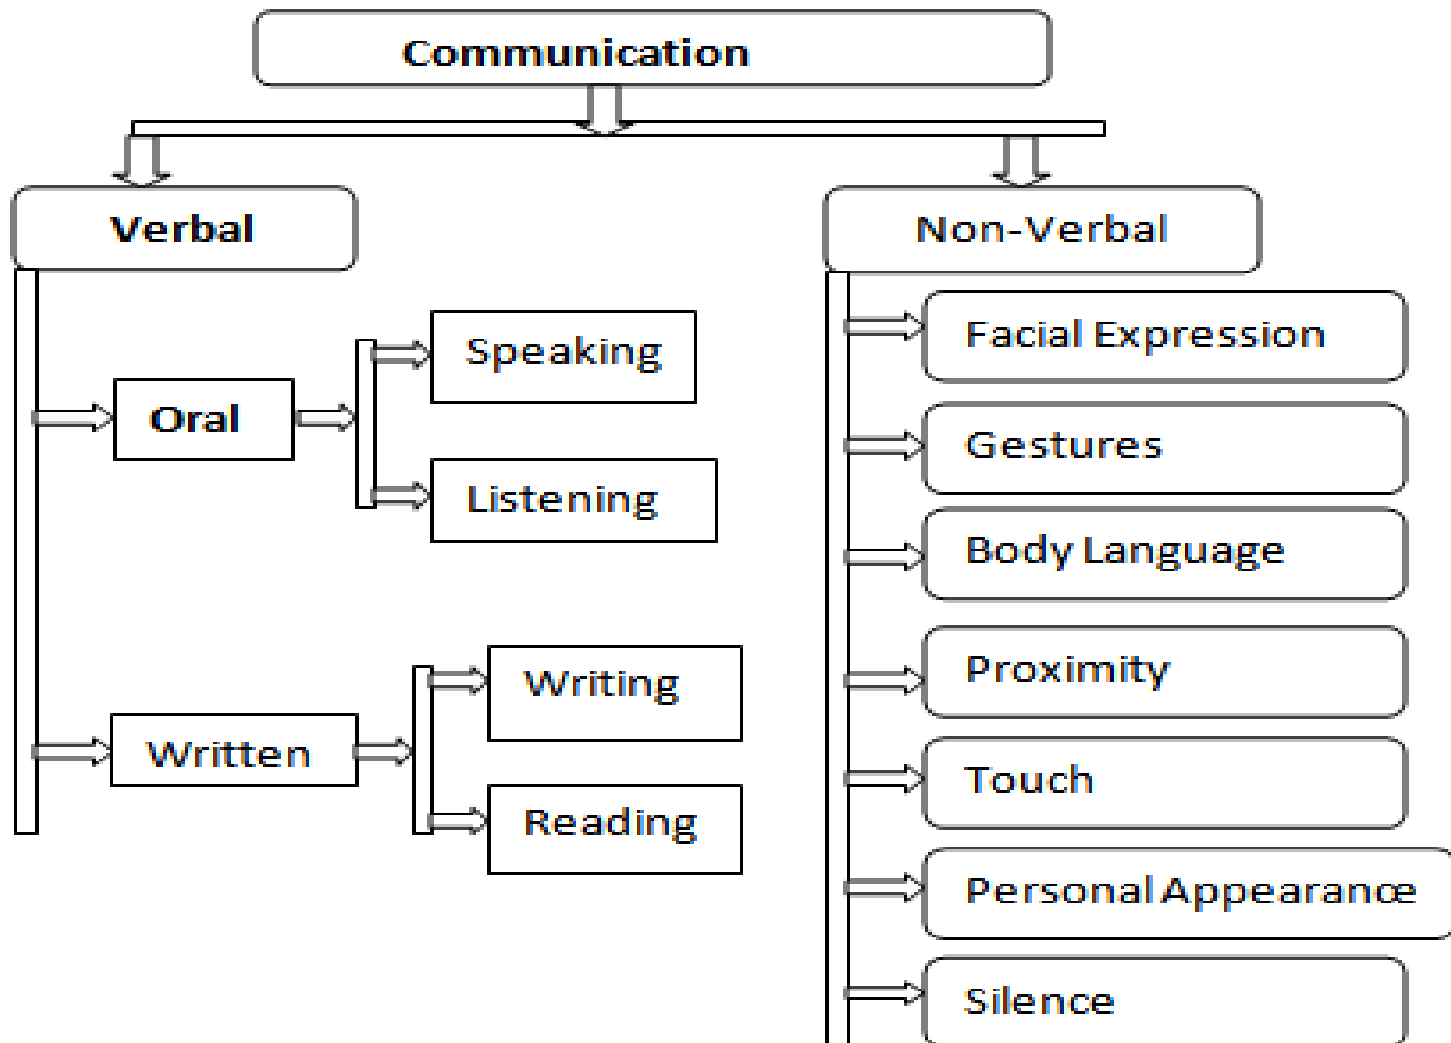 Communication
Verbal
Non-Verbal
Oral
Speaking
Listening
Written
Writing
Reading
Facial Expression
Gestures
Body Language
Proximity
Touch
Personal Appearance
Silence